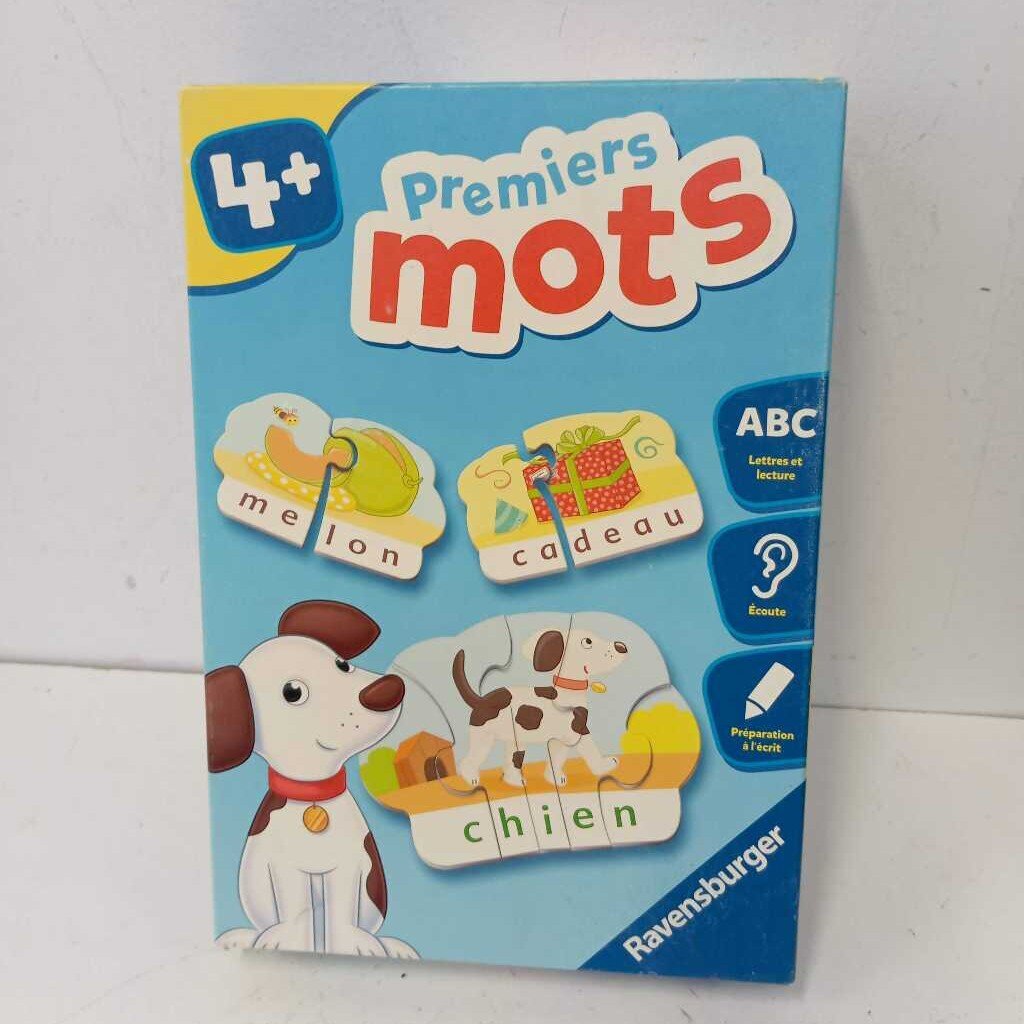 4+
Premiers
mots
ABC
Lettres et
lecture
melon
cadeau
Écoute
Préparation
à l'écrit
chien
Ravensburger